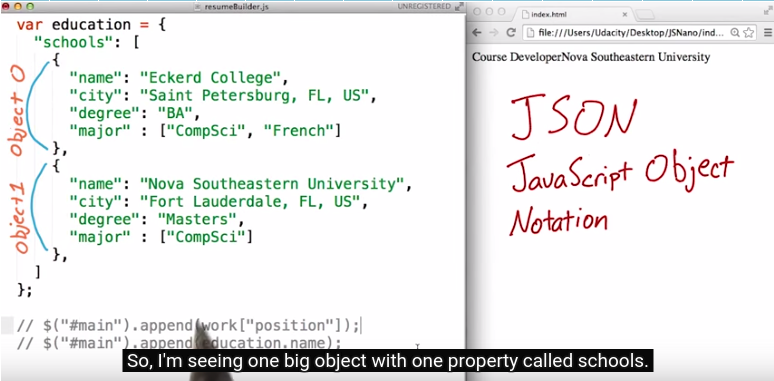 resumeBuilder.js
UNREGISTERED
var education = {
"schools": [
{
"name": "Eckerd College",
"city": "Saint Petersburg, FL, US",
"degree": "BA",
"major" : ["CompSci", "French"]
},
{
"name": "Nova Southeastern University",
"city": "Fort Lauderdale, FL, US",
"degree": "Masters",
"major" : ["CompSci"]
},
]
};
// $("#main").append(work["position"]);
// $("#main").append(education.name);
Object 0
Object 1
index.html
file:///Users/Udacity/Desktop/JSNano/ind...
Course DeveloperNova Southeastern University
JSON
JavaScript Object
Notation
So, I'm seeing one big object with one property called schools.